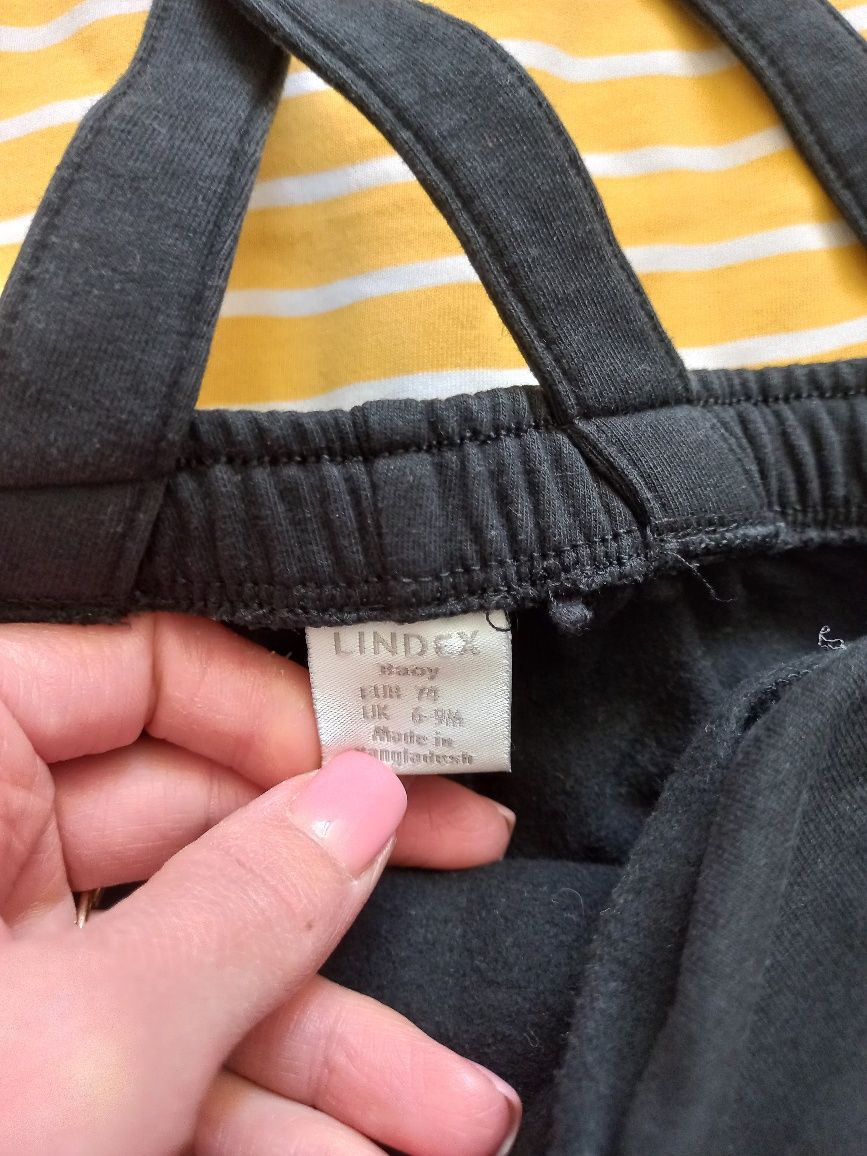 LINDEX
Baby
EUR 74
UK 6-9M
Made in
Bangladesh